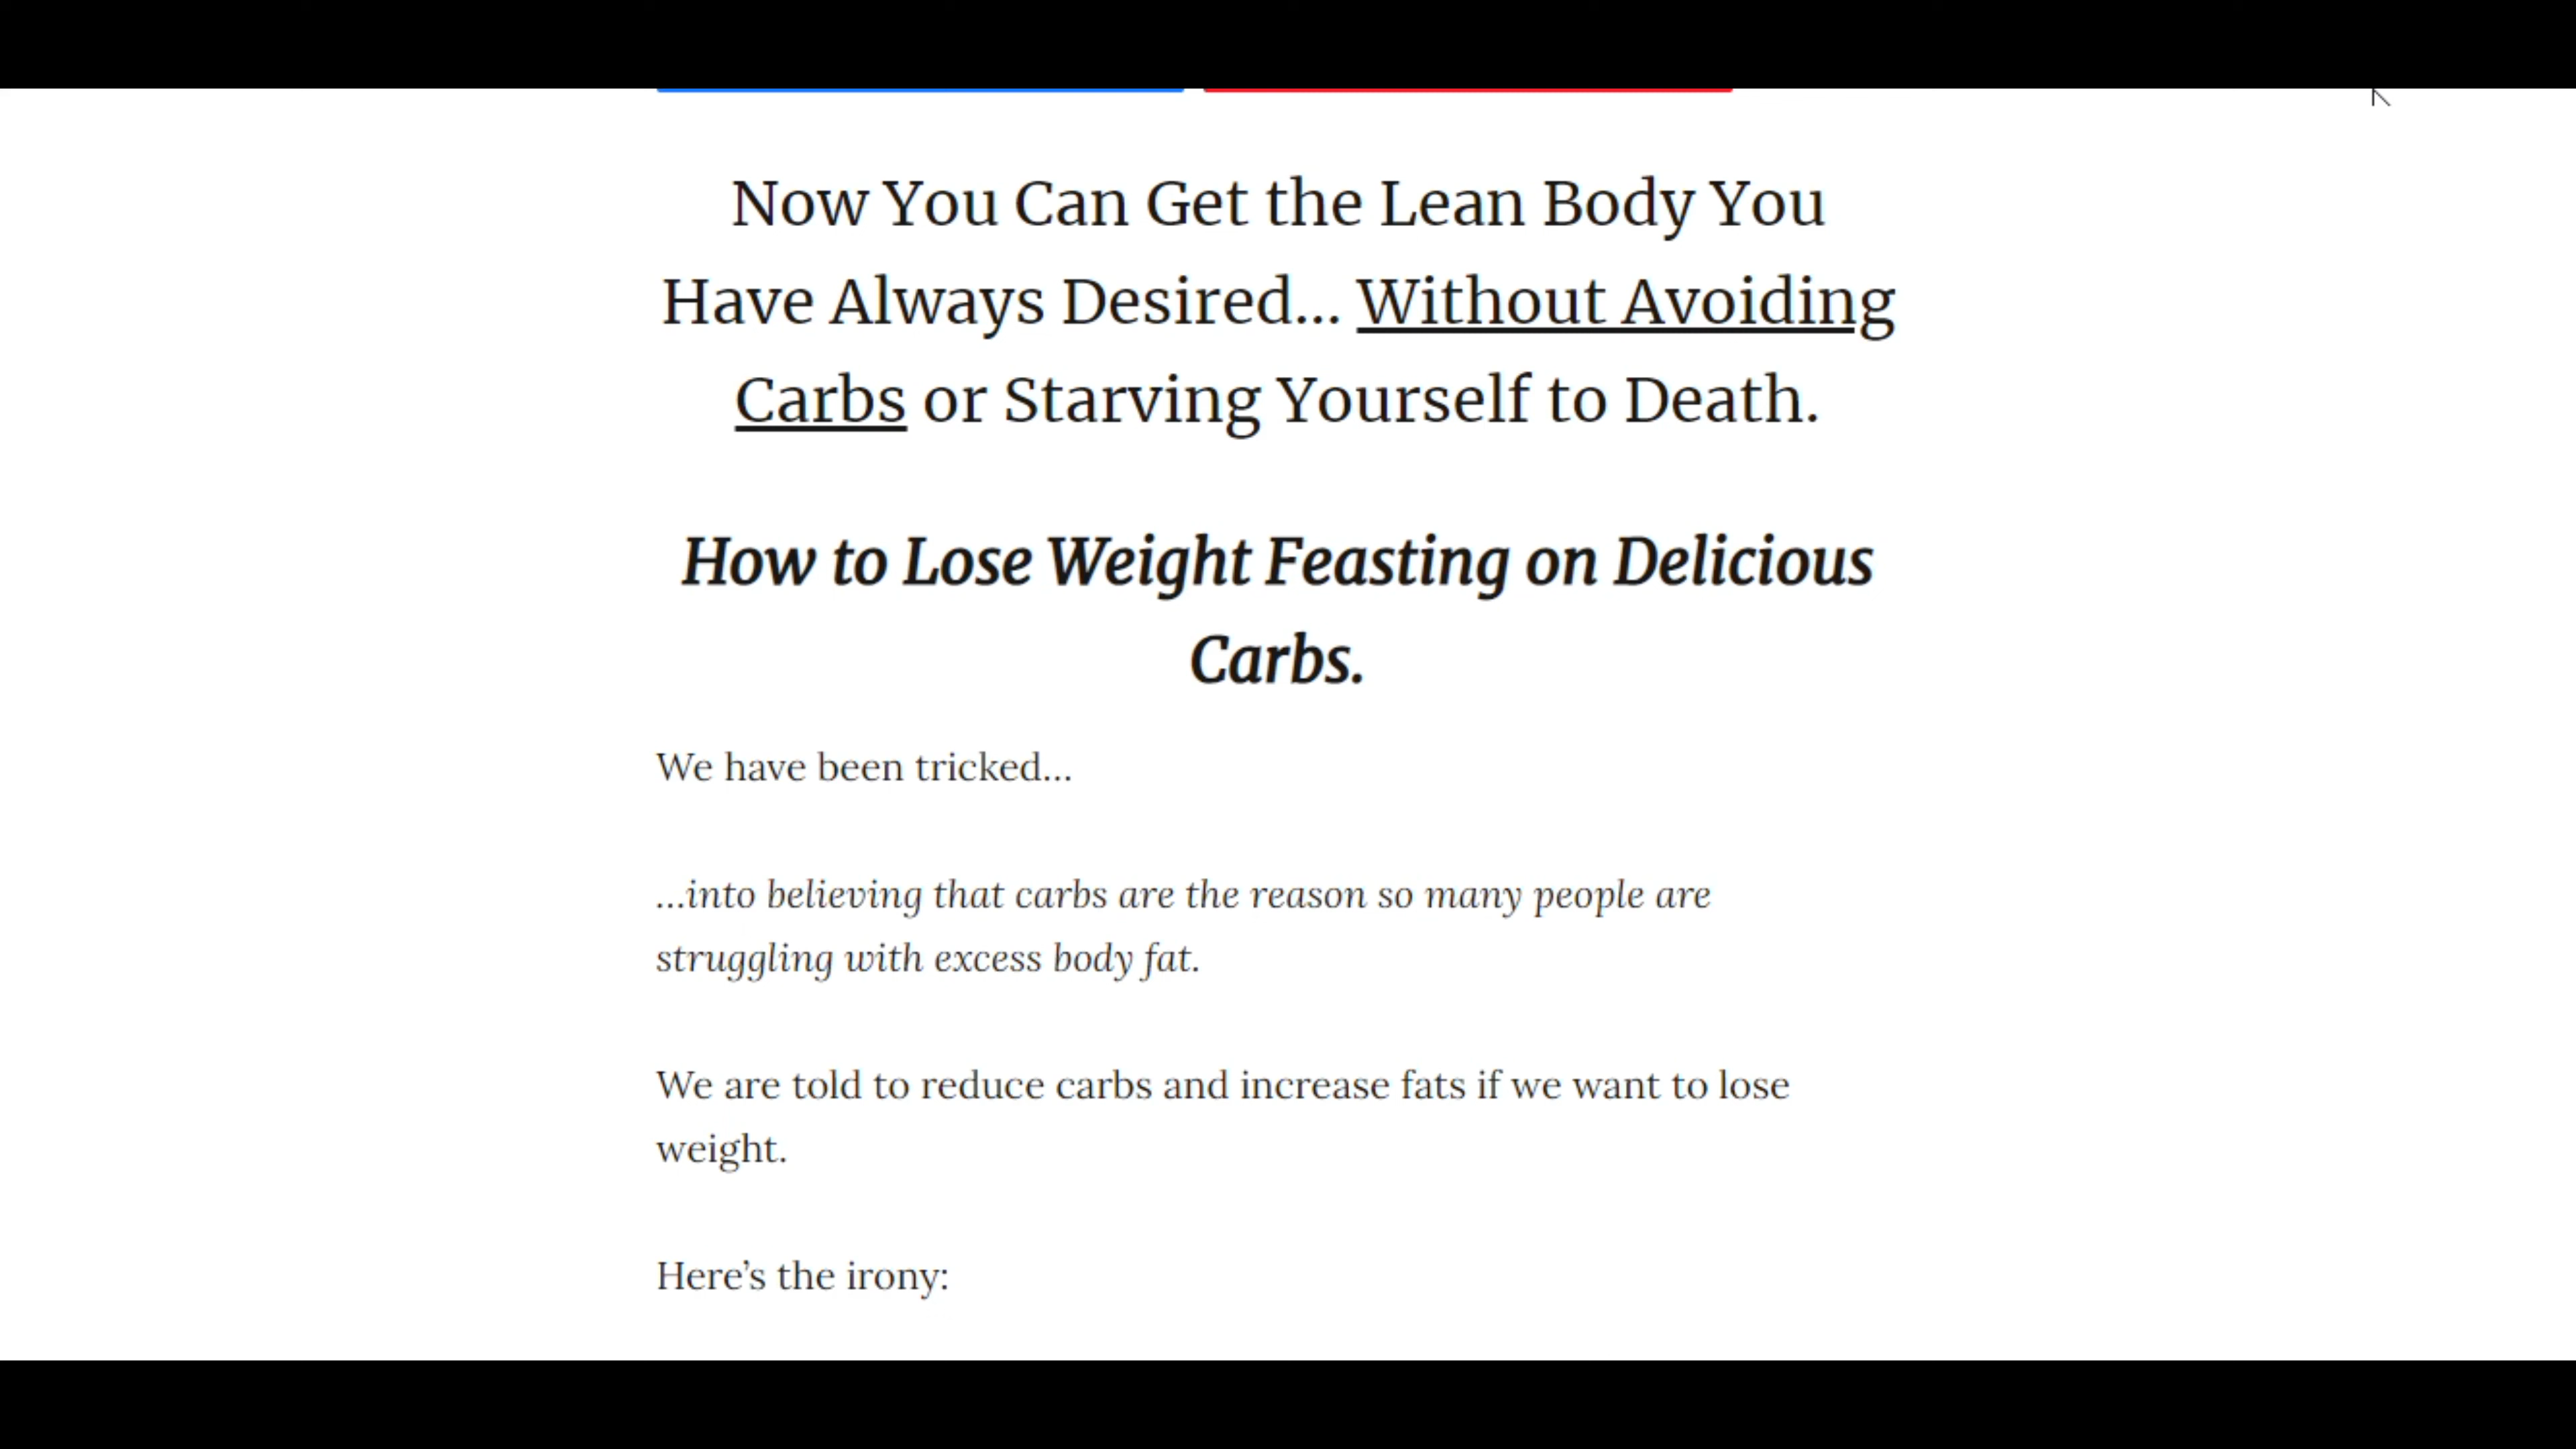 Now You Can Get the Lean Body You
Have Always Desired... Without Avoiding
Carbs or Starving Yourself to Death.
How to Lose Weight Feasting on Delicious
Carbs.
We have been tricked...
...into believing that carbs are the reason so many people are
struggling with excess body fat.
We are told to reduce carbs and increase fats if we want to lose
weight.
Here’s the irony: